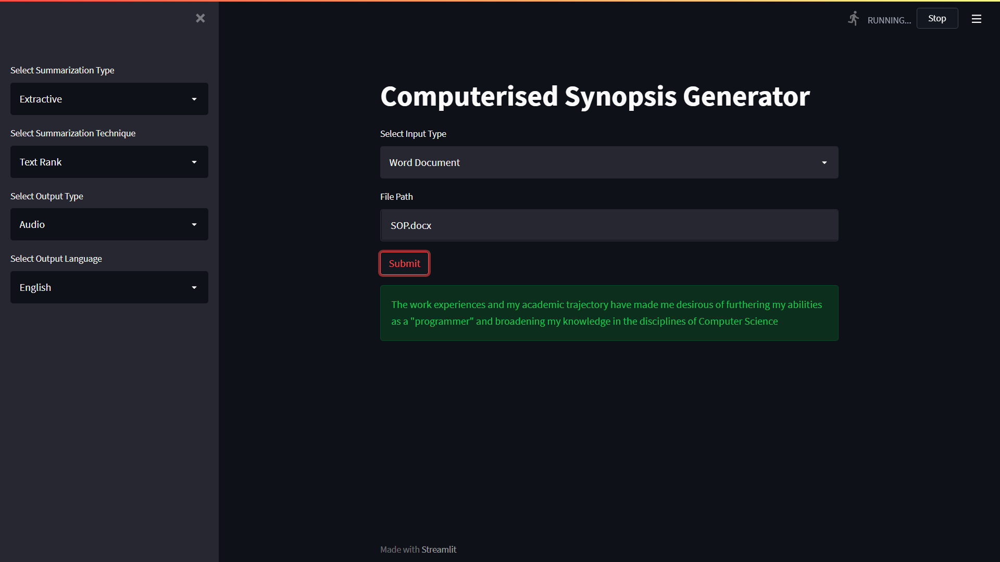 RUNNING...
Stop
Select Summarization Type
Extractive
Select Summarization Technique
Text Rank
Select Output Type
Audio
Select Output Language
English
Computerised Synopsis Generator
Select Input Type
Word Document
File Path
SOP.docx
Submit
The work experiences and my academic trajectory have made me desirous of furthering my abilities
as a "programmer" and broadening my knowledge in the disciplines of Computer Science
Made with Streamlit